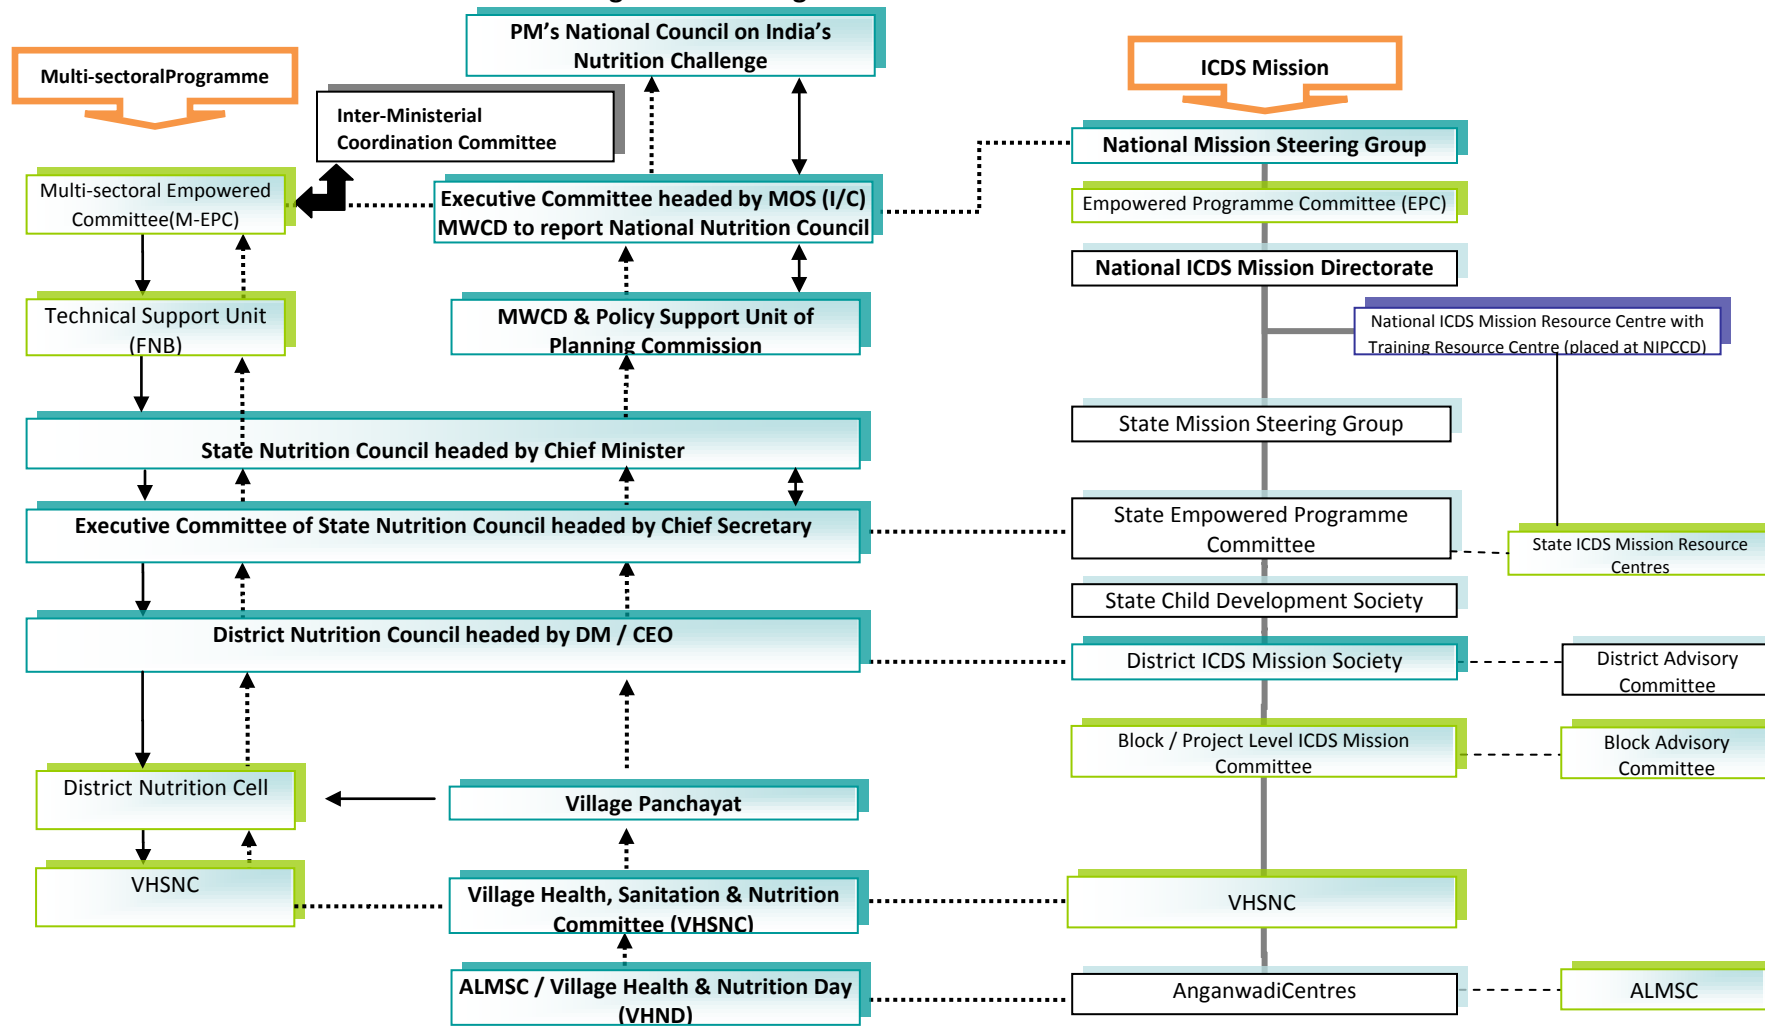 PM's National Council on India's
Nutrition Challenge
Multi-sectoralProgramme
ICDS Mission
Inter-Ministerial
Coordination Committee
National Mission Steering Group
Multi-sectoral Empowered
Committee(M-EPC)
Executive Committee headed by MOS (I/C)
MWCD to report National Nutrition Council
Empowered Programme Committee (EPC)
National ICDS Mission Directorate
Technical Support Unit
(FNB)
MWCD & Policy Support Unit of
Planning Commission
National ICDS Mission Resource Centre with
Training Resource Centre (placed at NIPCCD)
State Nutrition Council headed by Chief Minister
State Mission Steering Group
Executive Committee of State Nutrition Council headed by Chief Secretary
State Empowered Programme
Committee
State ICDS Mission Resource
Centres
State Child Development Society
District Nutrition Council headed by DM / CEO
District ICDS Mission Society
District Advisory
Committee
Block / Project Level ICDS Mission
Committee
Block Advisory
Committee
District Nutrition Cell
Village Panchayat
VHSNC
Village Health, Sanitation & Nutrition
Committee (VHSNC)
VHSNC
ALMSC / Village Health & Nutrition Day
(VHND)
AnganwadiCentres
ALMSC